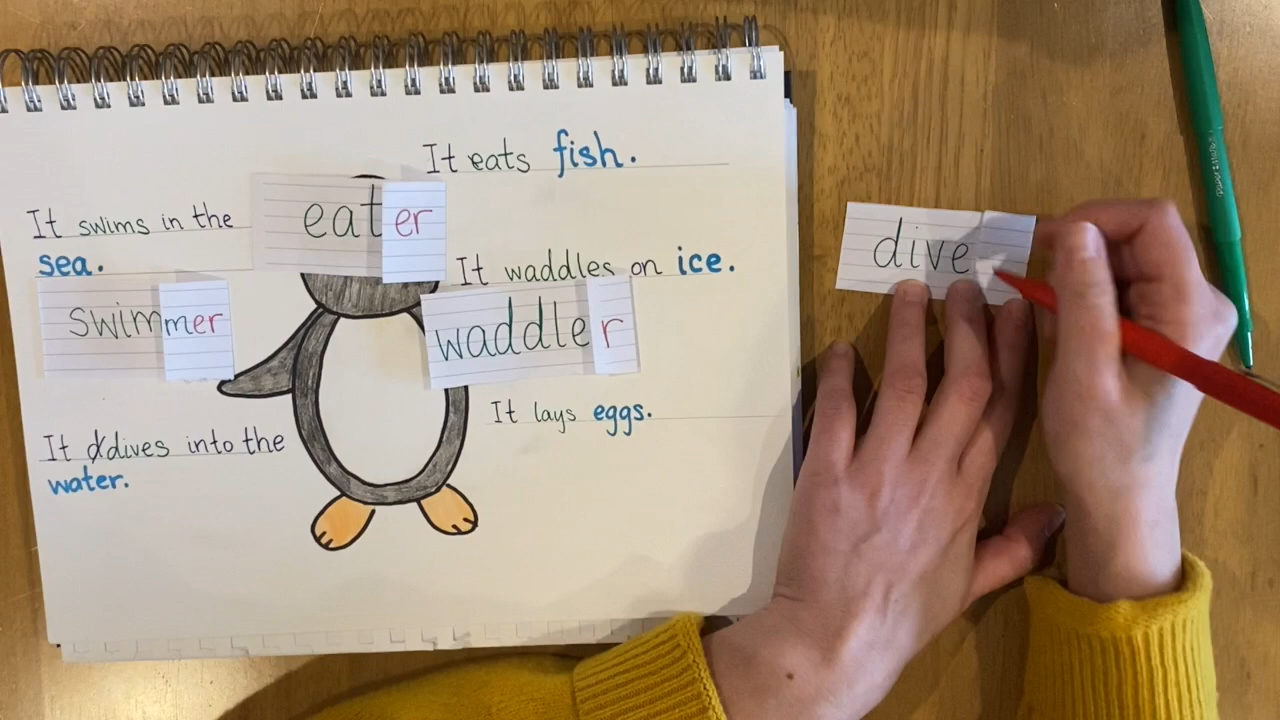 It eats fish.
It swims in the
sea.
eater
It waddles on ice.
swimmer
waddler
It lays eggs.
It ddives into the
water.
dive